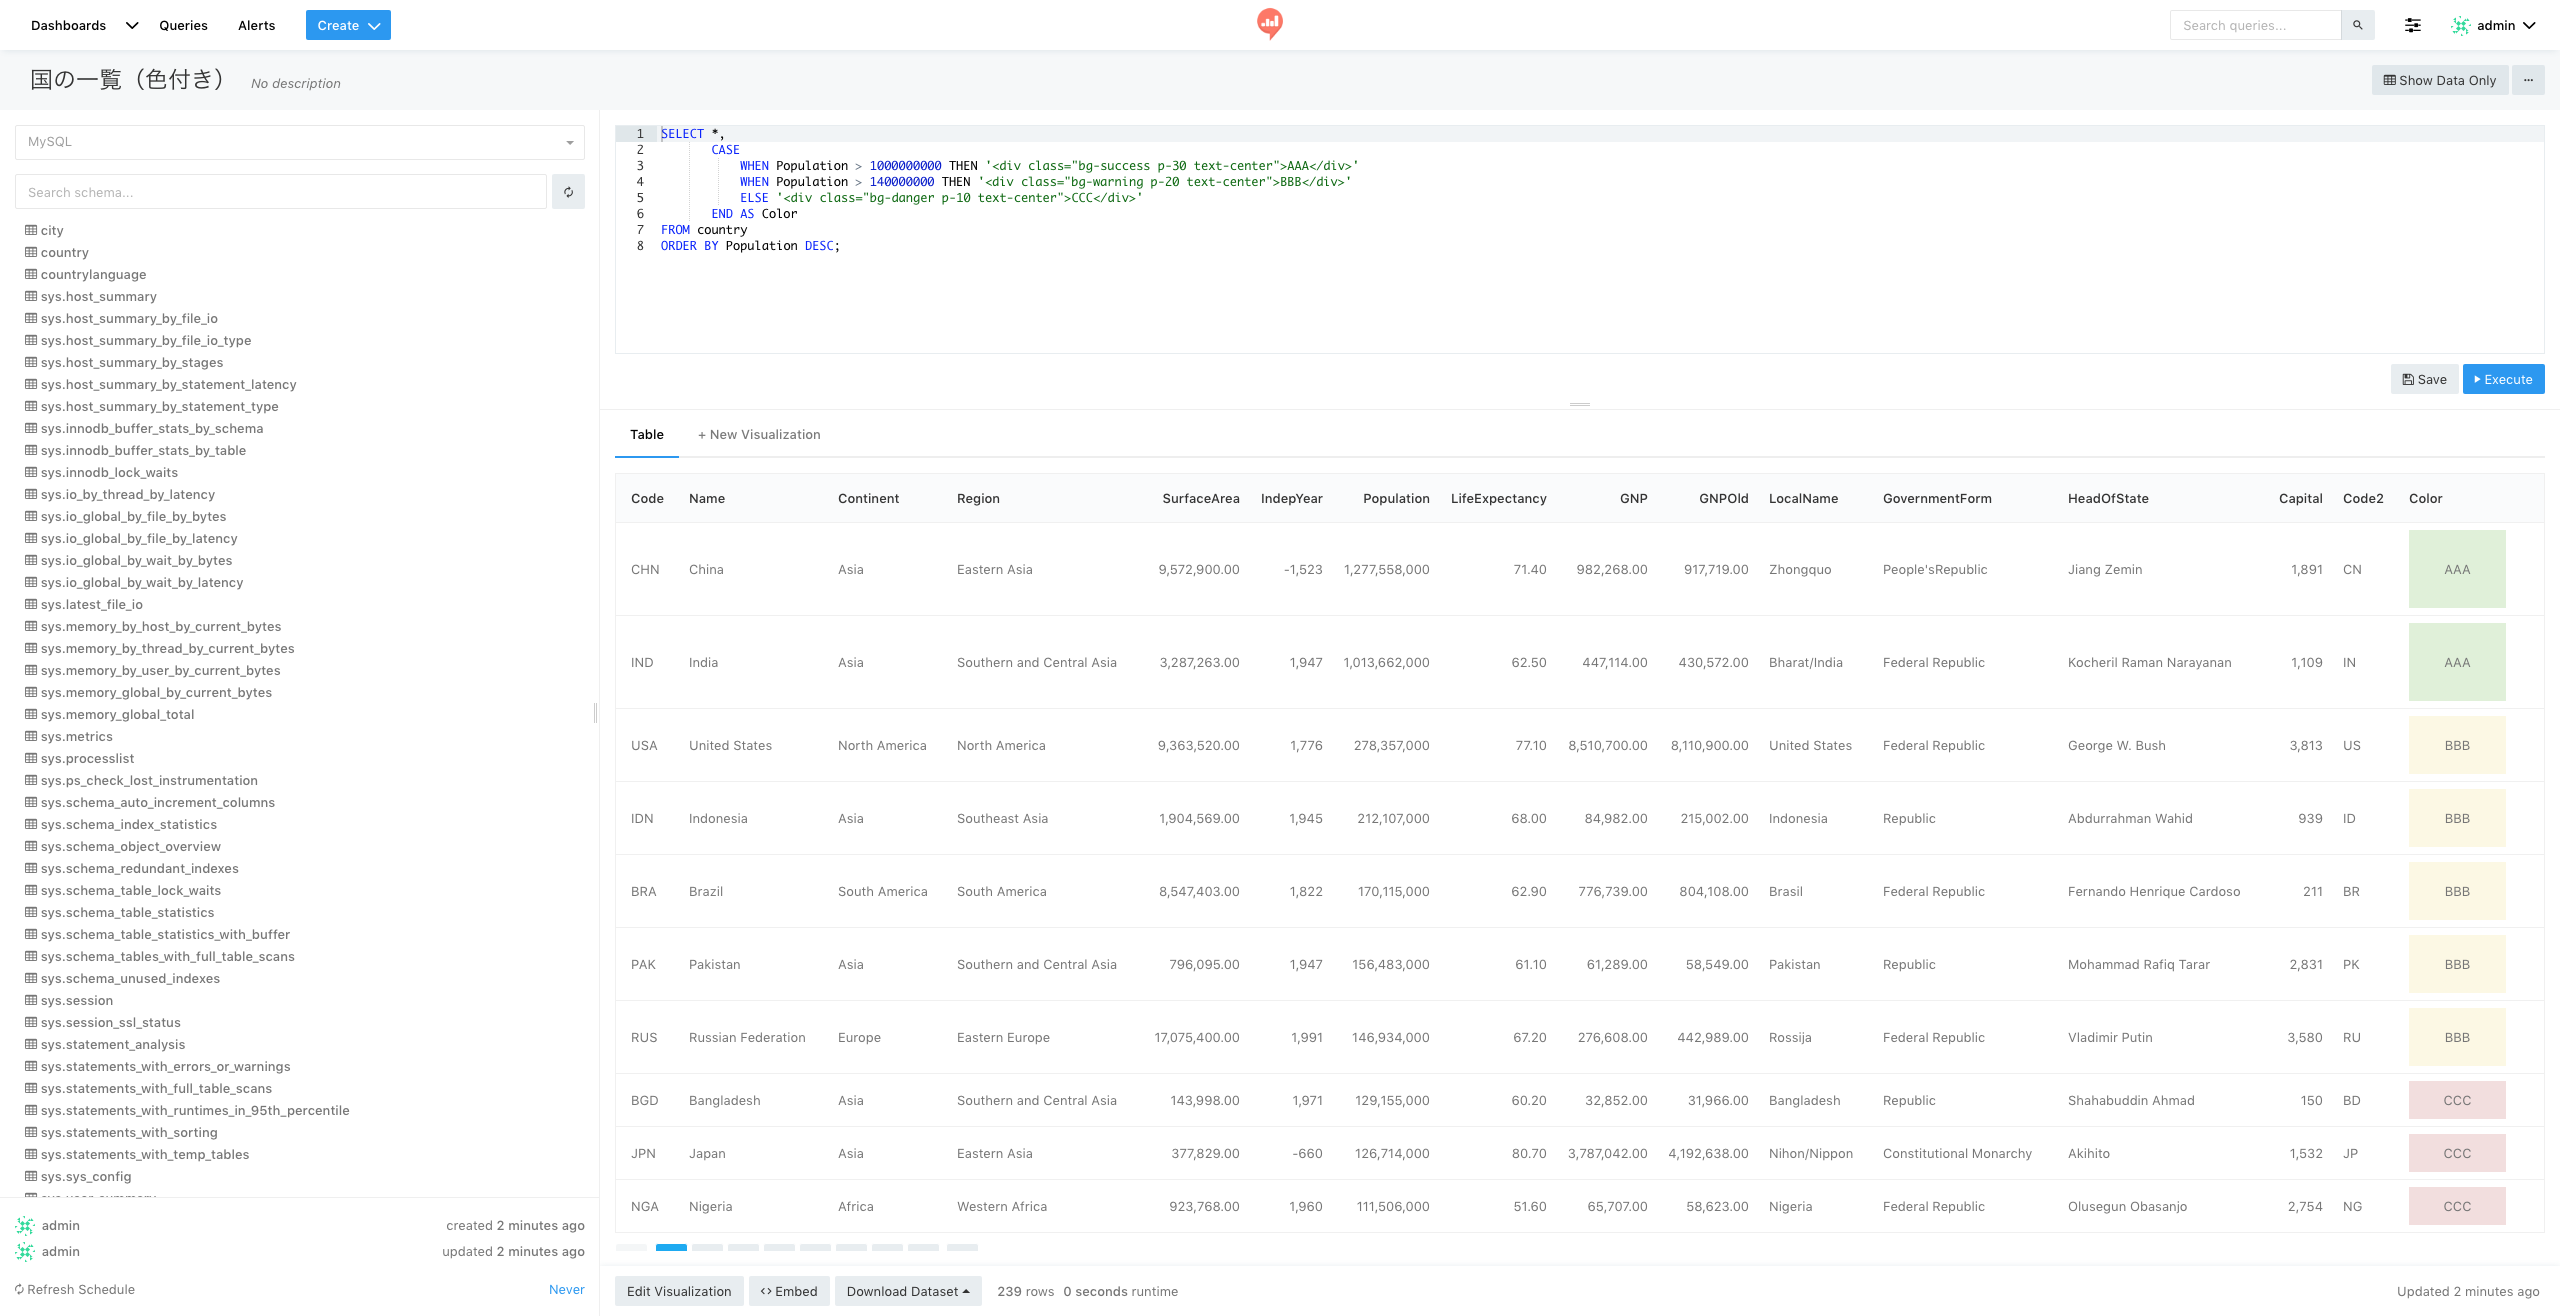 Dashboards Queries Alerts Create Search queries... admin
国の一覧（色付き） No description Show Data Only ...
MySQL
Search schema...
city
country
countrylanguage
sys.host_summary
sys.host_summary_by_file_io
sys.host_summary_by_file_io_type
sys.host_summary_by_stages
sys.host_summary_by_statement_latency
sys.host_summary_by_statement_type
sys.innodb_buffer_stats_by_schema
sys.innodb_buffer_stats_by_table
sys.innodb_lock_waits
sys.io_by_thread_by_latency
sys.io_global_by_file_by_bytes
sys.io_global_by_file_by_latency
sys.io_global_by_wait_by_bytes
sys.io_global_by_wait_by_latency
sys.latest_file_io
sys.memory_by_host_by_current_bytes
sys.memory_by_thread_by_current_bytes
sys.memory_by_user_by_current_bytes
sys.memory_global_by_current_bytes
sys.memory_global_total
sys.metrics
sys.processlist
sys.ps_check_lost_instrumentation
sys.schema_auto_increment_columns
sys.schema_index_statistics
sys.schema_object_overview
sys.schema_redundant_indexes
sys.schema_table_lock_waits
sys.schema_table_statistics
sys.schema_table_statistics_with_buffer
sys.schema_tables_with_full_table_scans
sys.schema_unused_indexes
sys.session
sys.session_ssl_status
sys.statement_analysis
sys.statements_with_errors_or_warnings
sys.statements_with_full_table_scans
sys.statements_with_runtimes_in_95th_percentile
sys.statements_with_sorting
sys.statements_with_temp_tables
sys.sys_config
admin created 2 minutes ago
admin updated 2 minutes ago
Refresh Schedule Never
1 SELECT *,
2 CASE
3 WHEN Population > 1000000000 THEN '<div class="bg-success p-30 text-center">AAA</div>'
4 WHEN Population > 140000000 THEN '<div class="bg-warning p-20 text-center">BBB</div>'
5 ELSE '<div class="bg-danger p-10 text-center">CCC</div>'
6 END AS Color
7 FROM country
8 ORDER BY Population DESC;
Save Execute
Table + New Visualization
Code Name Continent Region SurfaceArea IndepYear Population LifeExpectancy GNP GNPOld LocalName GovernmentForm HeadOfState Capital Code2 Color
CHN China Asia Eastern Asia 9,572,900.00 -1,523 1,277,558,000 71.40 982,268.00 917,719.00 Zhongquo People'sRepublic Jiang Zemin 1,891 CN AAA
IND India Asia Southern and Central Asia 3,287,263.00 1,947 1,013,662,000 62.50 447,114.00 430,572.00 Bharat/India Federal Republic Kocheril Raman Narayanan 1,109 IN AAA
USA United States North America North America 9,363,520.00 1,776 278,357,000 77.10 8,510,700.00 8,110,900.00 United States Federal Republic George W. Bush 3,813 US BBB
IDN Indonesia Asia Southeast Asia 1,904,569.00 1,945 212,107,000 68.00 84,982.00 215,002.00 Indonesia Republic Abdurrahman Wahid 939 ID BBB
BRA Brazil South America South America 8,547,403.00 1,822 170,115,000 62.90 776,739.00 804,108.00 Brasil Federal Republic Fernando Henrique Cardoso 211 BR BBB
PAK Pakistan Asia Southern and Central Asia 796,095.00 1,947 156,483,000 61.10 61,289.00 58,549.00 Pakistan Republic Mohammad Rafiq Tarar 2,831 PK BBB
RUS Russian Federation Europe Eastern Europe 17,075,400.00 1,991 146,934,000 67.20 276,608.00 442,989.00 Rossija Federal Republic Vladimir Putin 3,580 RU BBB
BGD Bangladesh Asia Southern and Central Asia 143,998.00 1,971 129,155,000 60.20 32,852.00 31,966.00 Bangladesh Republic Shahabuddin Ahmad 150 BD CCC
JPN Japan Asia Eastern Asia 377,829.00 -660 126,714,000 80.70 3,787,042.00 4,192,638.00 Nihon/Nippon Constitutional Monarchy Akihito 1,532 JP CCC
NGA Nigeria Africa Western Africa 923,768.00 1,960 111,506,000 51.60 65,707.00 58,623.00 Nigeria Federal Republic Olusegun Obasanjo 2,754 NG CCC
Edit Visualization <> Embed Download Dataset 239 rows 0 seconds runtime Updated 2 minutes ago